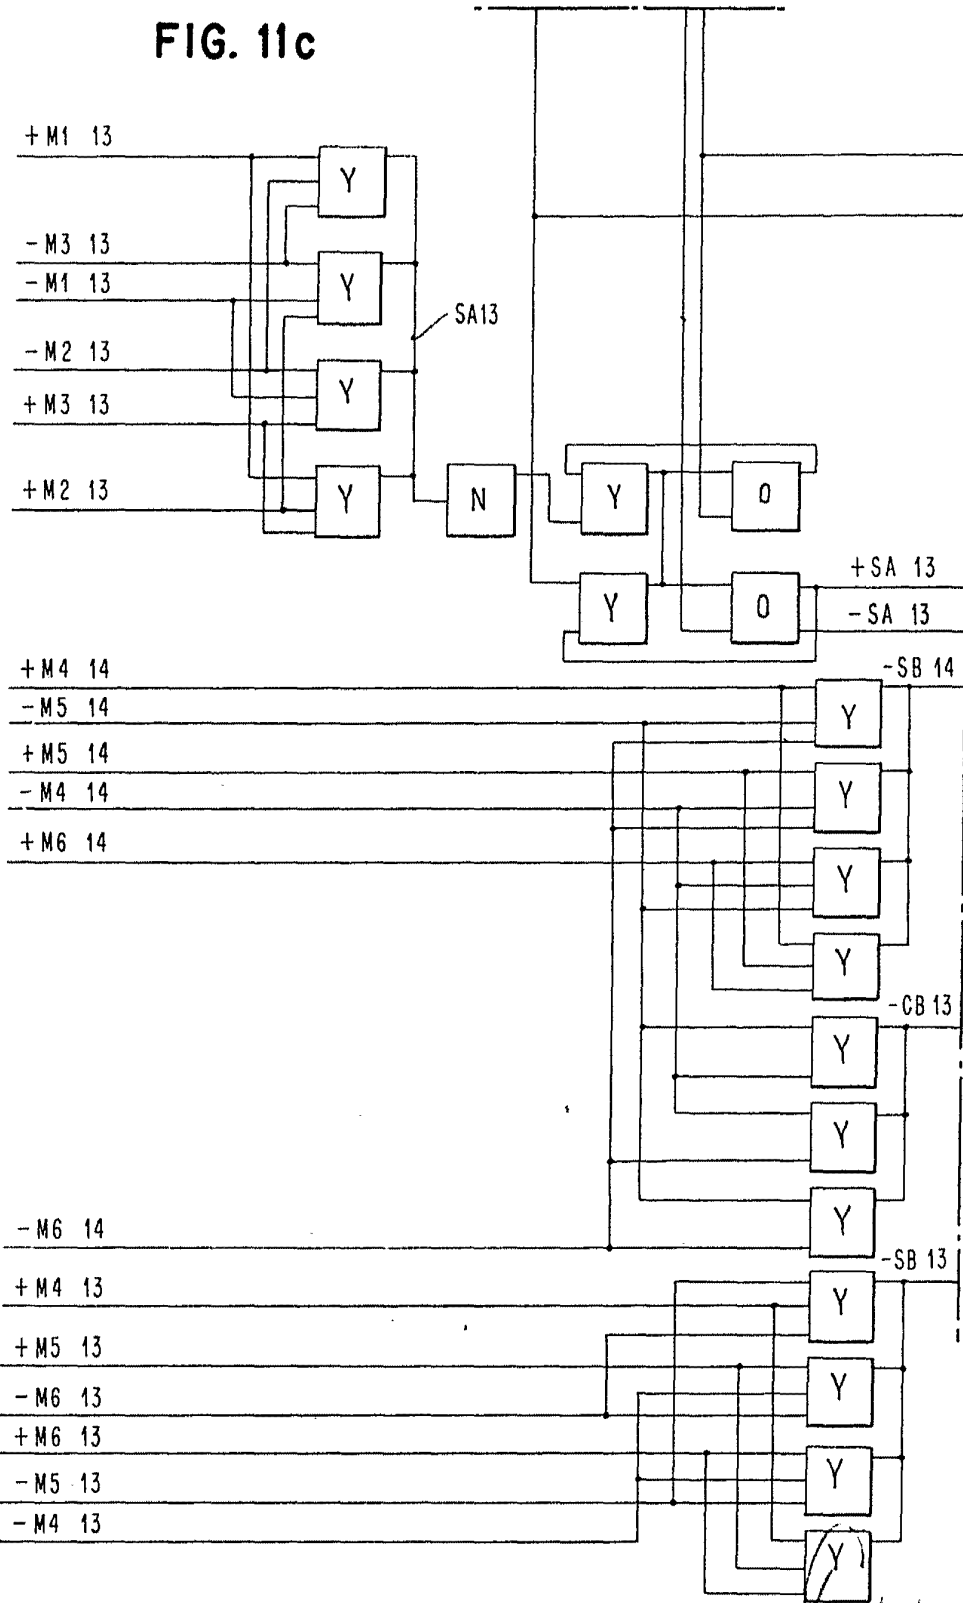 FIG. 11c
+M1 13
Y
-M3 13
-M1 13
Y
SA13
-M2 13
+M3 13
Y
+M2 13
Y
N
Y
O
+SA 13
Y
O
-SA 13
+M4 14
-SB 14
-M5 14
Y
+M5 14
-M4 14
Y
+M6 14
Y
Y
-CB 13
Y
Y
-M6 14
Y
-SB 13
+M4 13
Y
+M5 13
-M6 13
Y
+M6 13
-M5 13
Y
-M4 13
Y